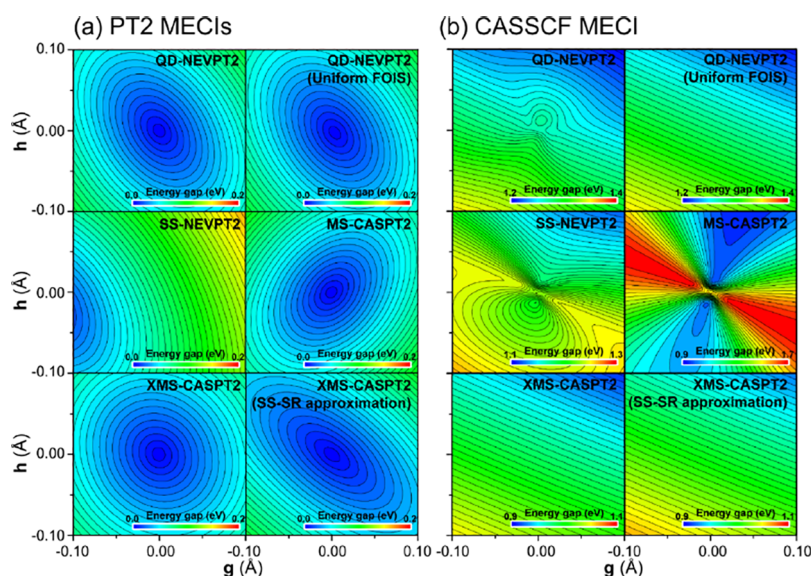 (a) PT2 MECIs
(b) CASSCF MECI
0.10
QD-NEVPT2
QD-NEVPT2
(Uniform FOIS)
h (Å)
0.00
Energy gap (eV)
0.0
0.2
Energy gap (eV)
0.0
0.2
-0.10
QD-NEVPT2
QD-NEVPT2
(Uniform FOIS)
Energy gap (eV)
1.2
1.4
Energy gap (eV)
1.2
1.4
0.10
SS-NEVPT2
MS-CASPT2
h (Å)
0.00
Energy gap (eV)
0.0
0.2
Energy gap (eV)
0.0
0.2
-0.10
SS-NEVPT2
MS-CASPT2
Energy gap (eV)
1.1
1.3
Energy gap (eV)
0.9
1.7
0.10
XMS-CASPT2
XMS-CASPT2
(SS-SR approximation)
h (Å)
0.00
Energy gap (eV)
0.0
0.2
Energy gap (eV)
0.0
0.2
-0.10
XMS-CASPT2
XMS-CASPT2
(SS-SR approximation)
Energy gap (eV)
0.9
1.1
Energy gap (eV)
0.9
1.1
-0.10
0.00
-0.10
0.00
0.10
g (Å)
-0.10
0.00
-0.10
0.00
0.10
g (Å)